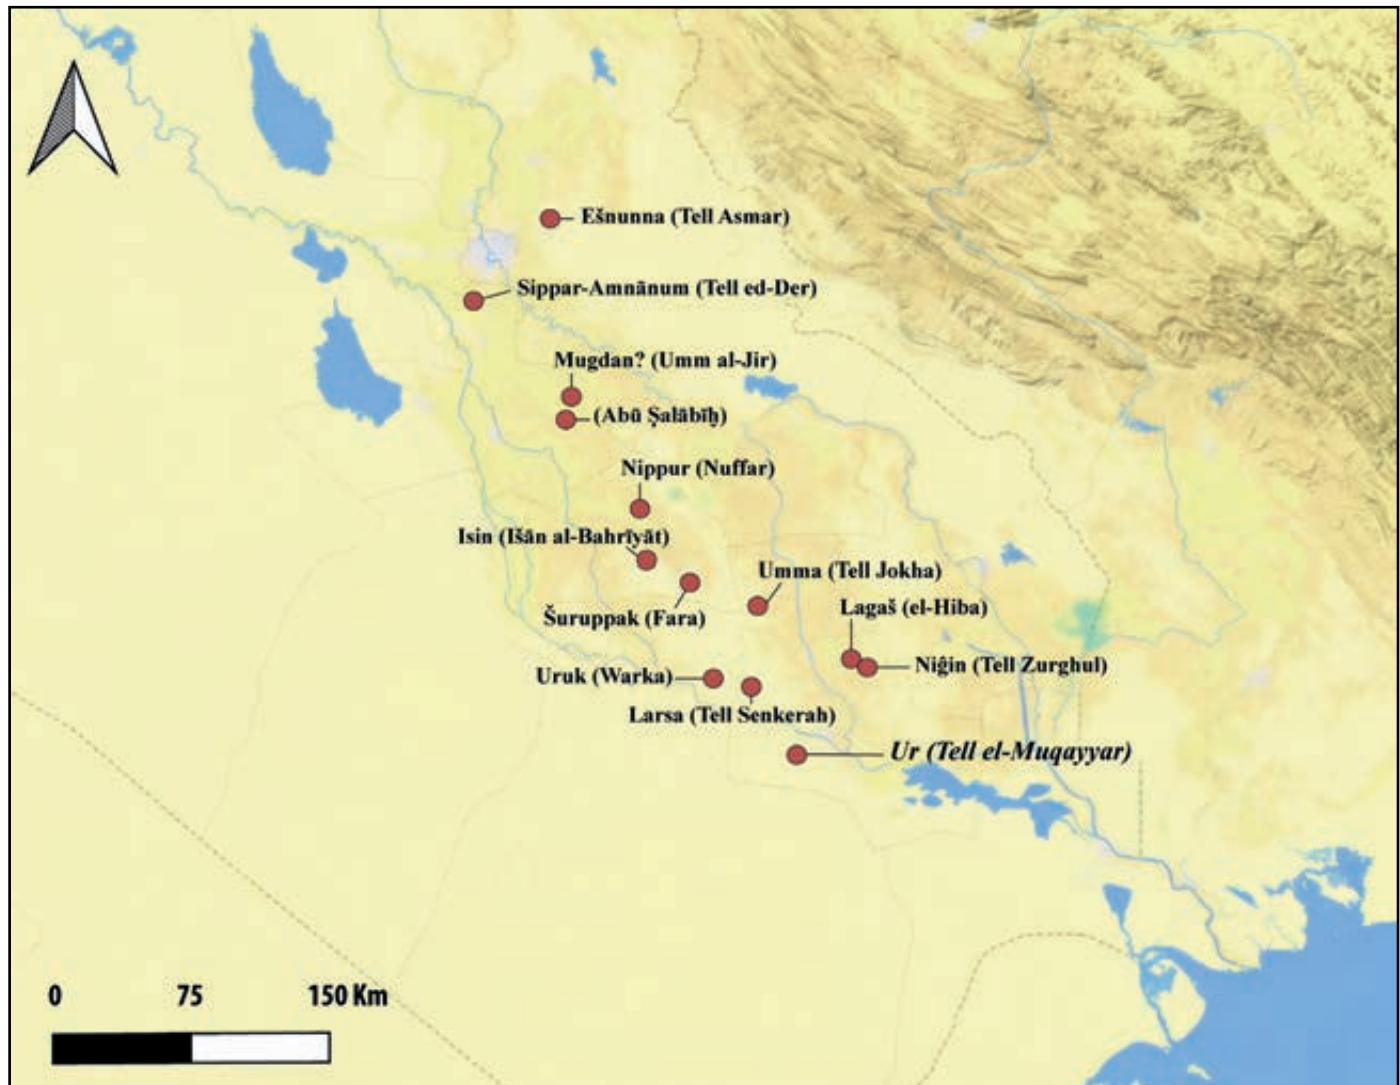 Ešnunna (Tell Asmar)
Sippar-Amnānum (Tell ed-Der)
Mugdan? (Umm al-Jir)
(Abū Ṣalābīḫ)
Nippur (Nuffar)
Isin (Išān al-Bahrīyāt)
Umma (Tell Jokha)
Šuruppak (Fara)
Lagaš (el-Hiba)
Niĝin (Tell Zurghul)
Uruk (Warka)
Larsa (Tell Senkerah)
Ur (Tell el-Muqayyar)
0 75 150 Km